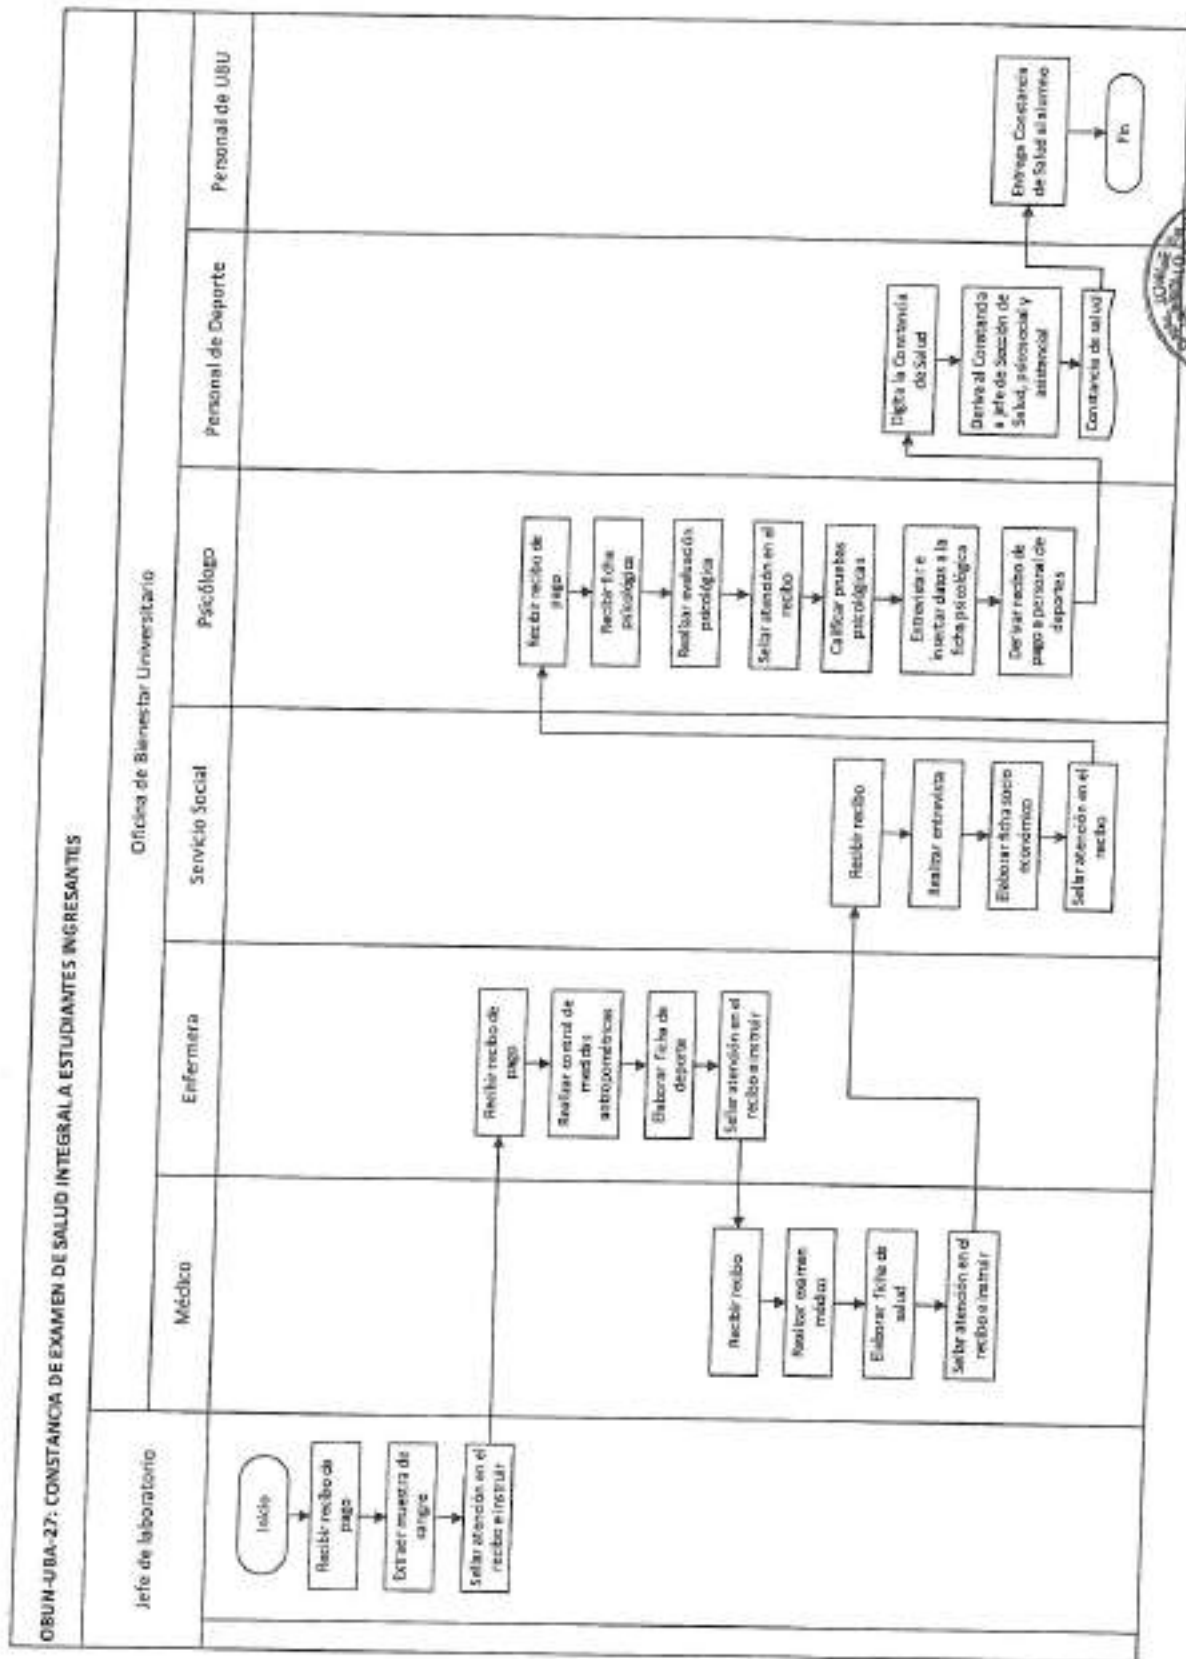 OBUN-UBA-27: CONSTANCIA DE EXAMEN DE SALUD INTEGRAL A ESTUDIANTES INGRESANTES
Oficina de Bienestar Universitario
Jefe de laboratorio
Médico
Enfermera
Servicio Social
Psicólogo
Personal de Deporte
Personal de UBU
Inicio
Recibir recibo de
pago
Extraer muestra de
sangre
Sellar atención en el
recibo e instruir
Recibir recibo de
pago
Realizar control de
medidas
antropométricas
Elaborar ficha de
deporte
Sellar atención en el
recibo e instruir
Recibir recibo
Realizar examen
médico
Elaborar ficha de
salud
Sellar atención en el
recibo e instruir
Recibir recibo
Realizar entrevista
Elaborar ficha socio
económico
Sellar atención en el
recibo
Recibir recibo de
pago
Recibir ficha
psicológica
Realizar evaluación
psicológica
Sellar atención en el
recibo
Calificar pruebas
psicológicas
Entrevistar e
insertar datos a la
ficha psicológica
Derivar recibo de
pago a personal de
deportes
Digita la Constancia
de Salud
Deriva al Constancia
a jefe de Sección de
Salud, psicosocial y
asistencial
Constancia de salud
Entrega Constancia
de Salud al alumno
Fin